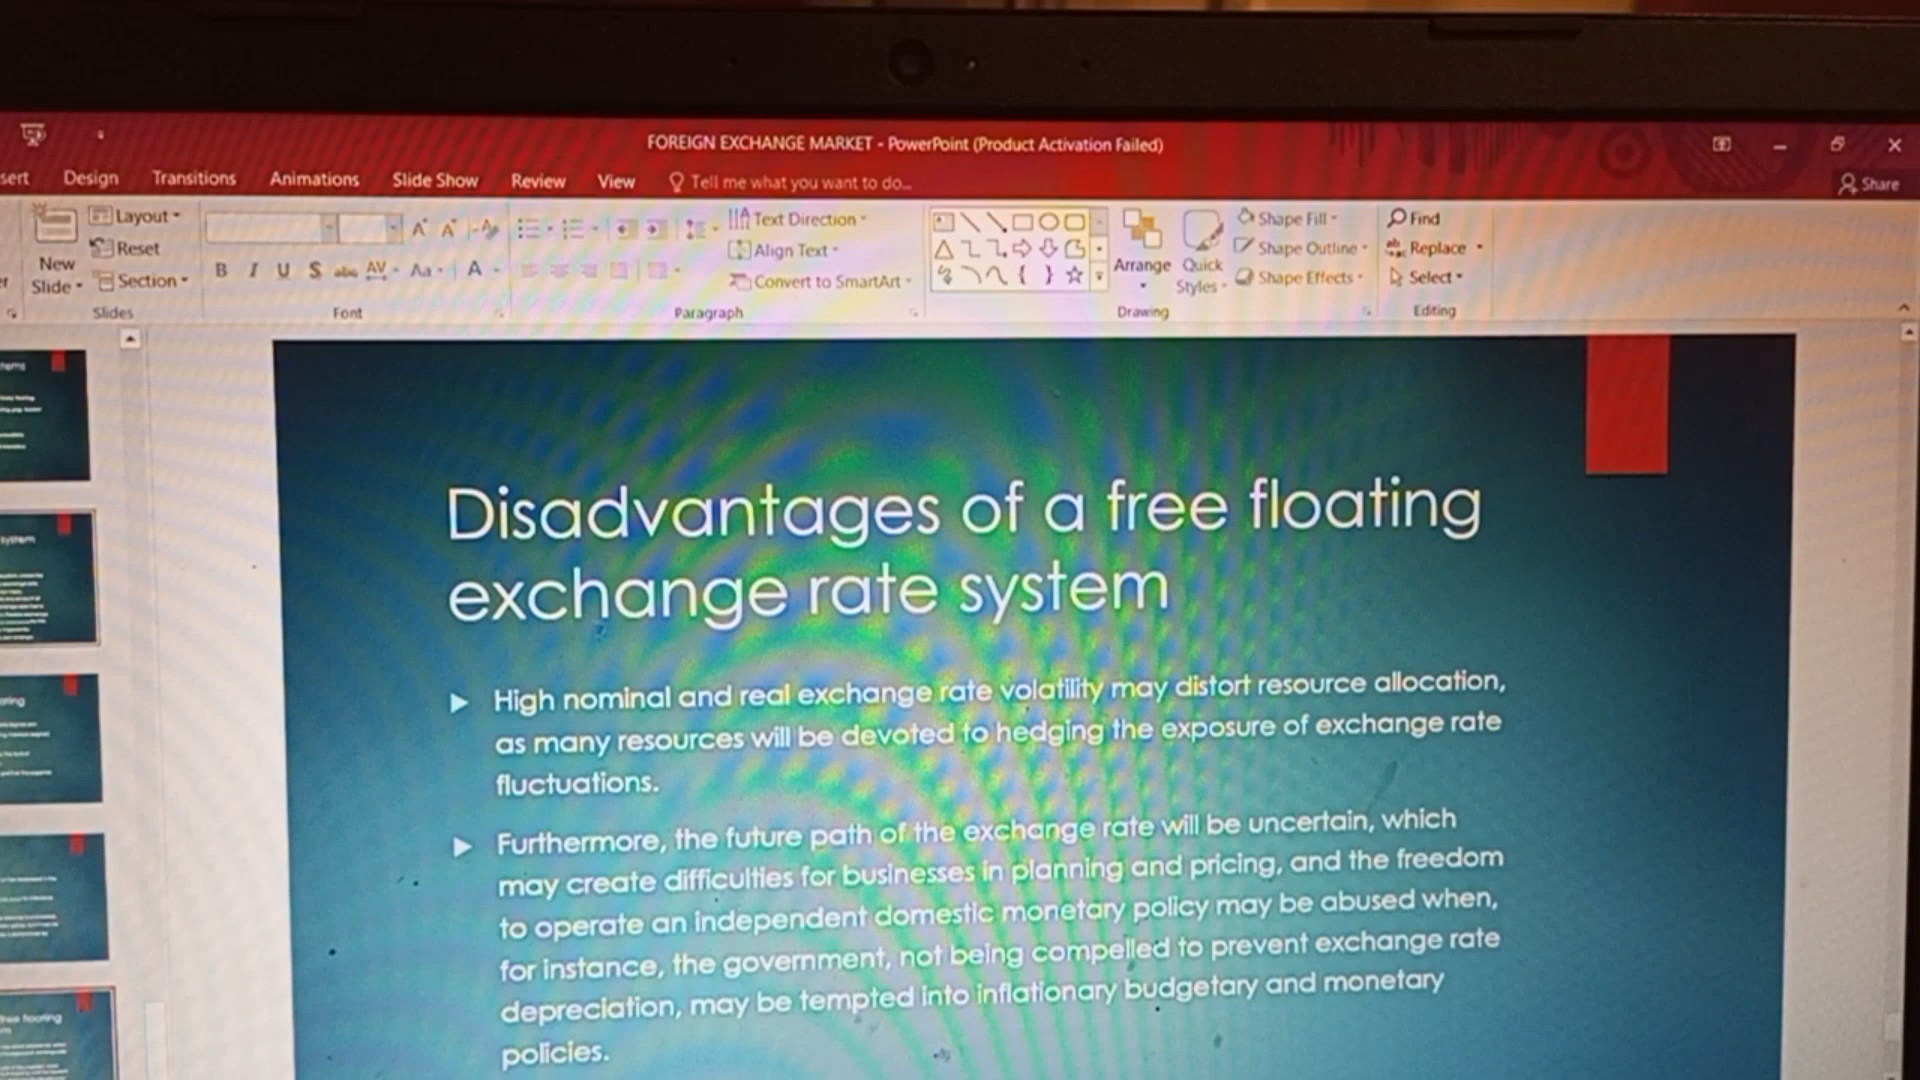 FOREIGN EXCHANGE MARKET - PowerPoint (Product Activation Failed)
sert Design Transitions Animations Slide Show Review View Tell me what you want to do... Share
New Slide
Layout
Reset
Section
Slides
B I U S abc AV Aa A
Font
Text Direction
Align Text
Convert to SmartArt
Paragraph
Arrange
Quick Styles
Shape Fill
Shape Outline
Shape Effects
Drawing
Find
Replace
Select
Editing
system
Disadvantages of a free floating
exchange rate system
High nominal and real exchange rate volatility may distort resource allocation,
as many resources will be devoted to hedging the exposure of exchange rate
fluctuations.
Furthermore, the future path of the exchange rate will be uncertain, which
may create difficulties for businesses in planning and pricing, and the freedom
to operate an independent domestic monetary policy may be abused when,
for instance, the government, not being compelled to prevent exchange rate
depreciation, may be tempted into inflationary budgetary and monetary
policies.
free floating